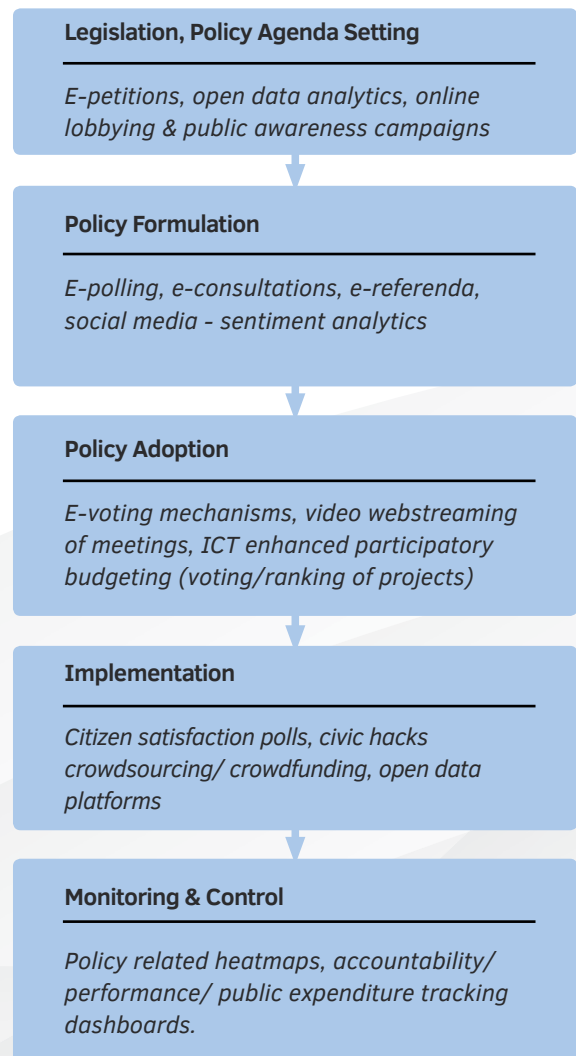 Legislation, Policy Agenda Setting
E-petitions, open data analytics, online
lobbying & public awareness campaigns
Policy Formulation
E-polling, e-consultations, e-referenda,
social media - sentiment analytics
Policy Adoption
E-voting mechanisms, video webstreaming
of meetings, ICT enhanced participatory
budgeting (voting/ranking of projects)
Implementation
Citizen satisfaction polls, civic hacks
crowdsourcing/ crowdfunding, open data
platforms
Monitoring & Control
Policy related heatmaps, accountability/
performance/ public expenditure tracking
dashboards.